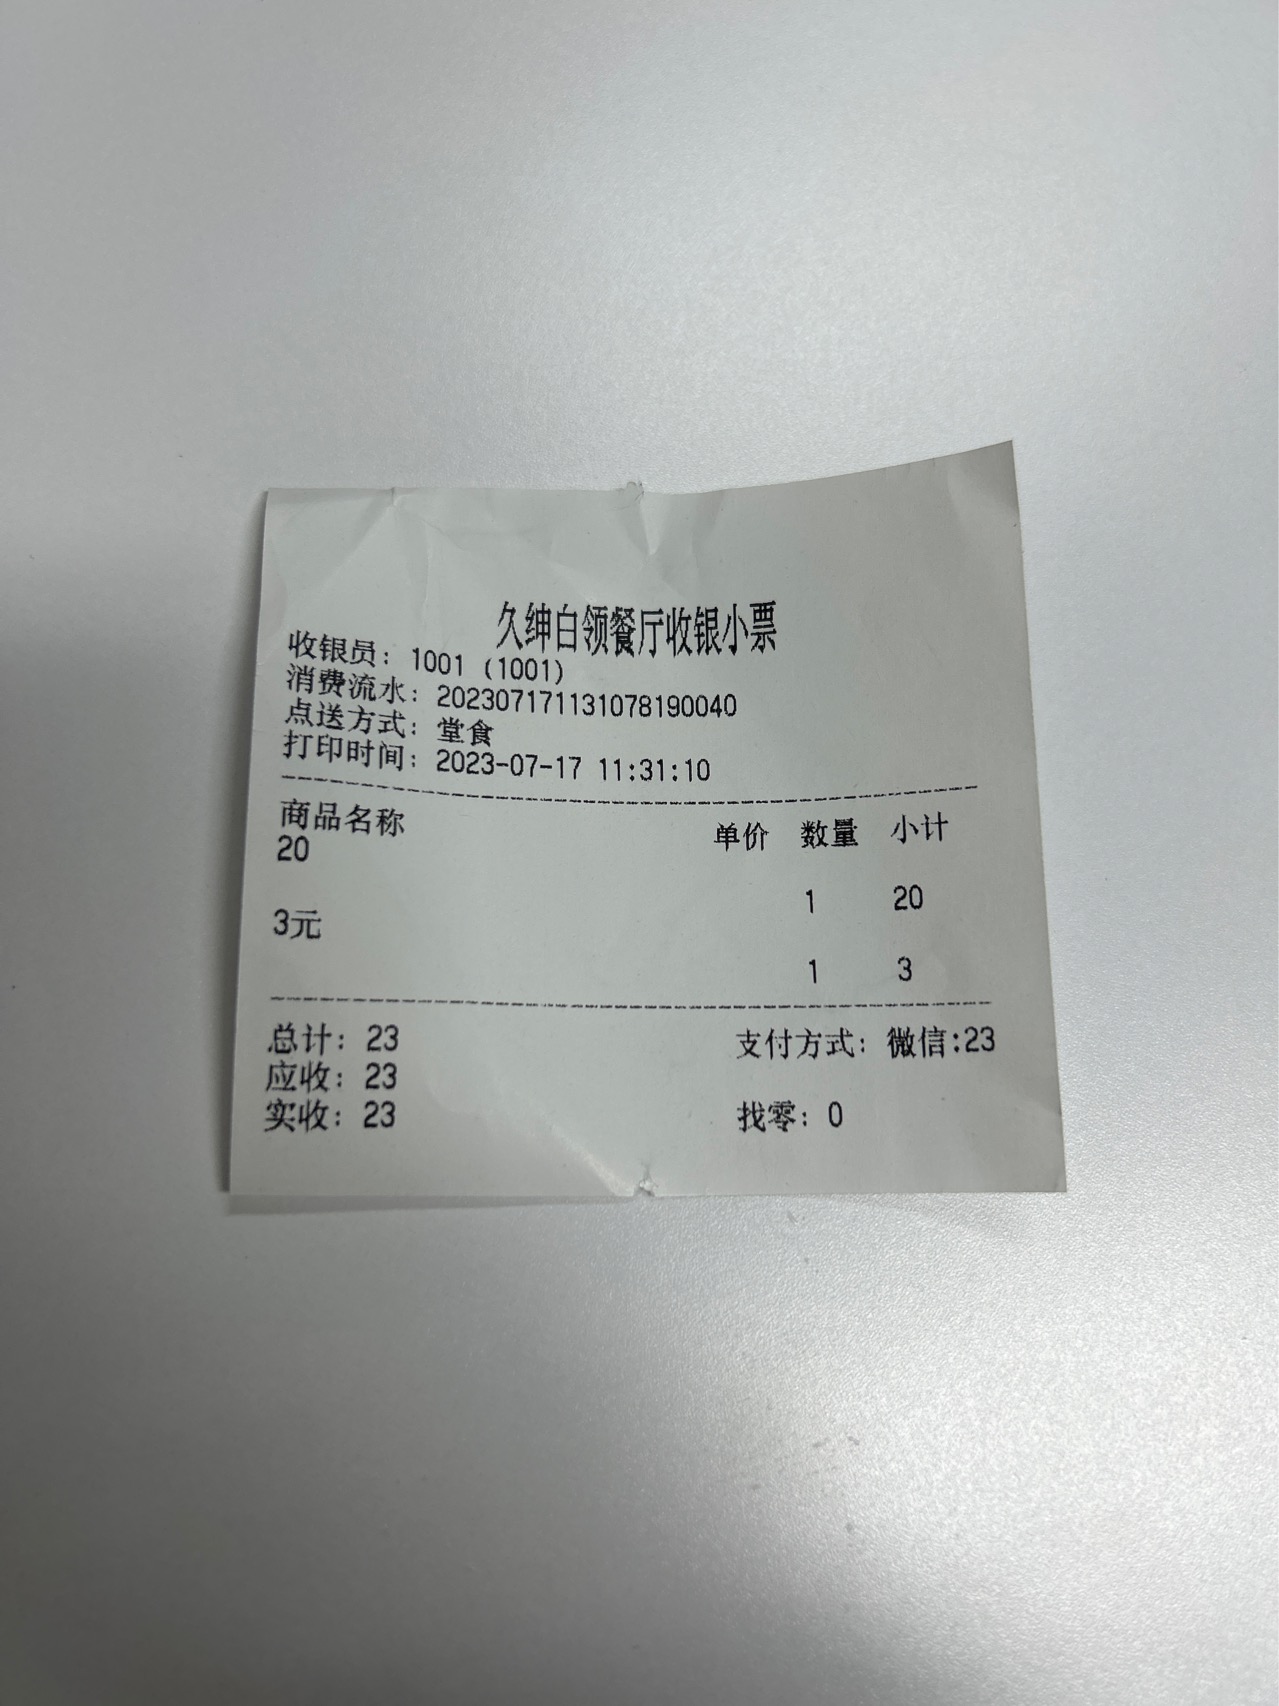 久绅白领餐厅收银小票
收银员：1001 (1001)
消费流水：202307171131078190040
点送方式：堂食
打印时间：2023-07-17 11:31:10
商品名称 单价 数量 小计
20
1 20
3元
1 3
总计：23 支付方式：微信:23
应收：23
实收：23 找零：0